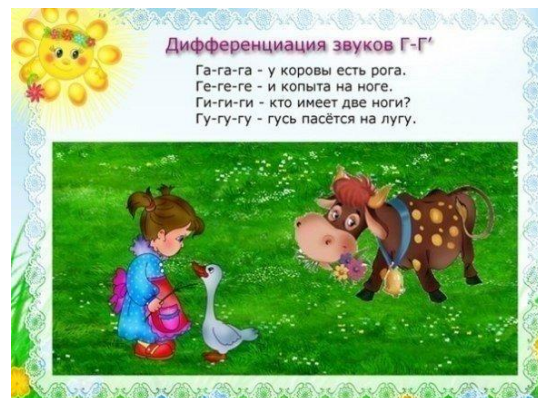 Дифференциация звуков Г-Г’
Га-га-га - у коровы есть рога.
Ге-ге-ге - и копыта на ноге.
Ги-ги-ги - кто имеет две ноги?
Гу-гу-гу - гусь пасётся на лугу.